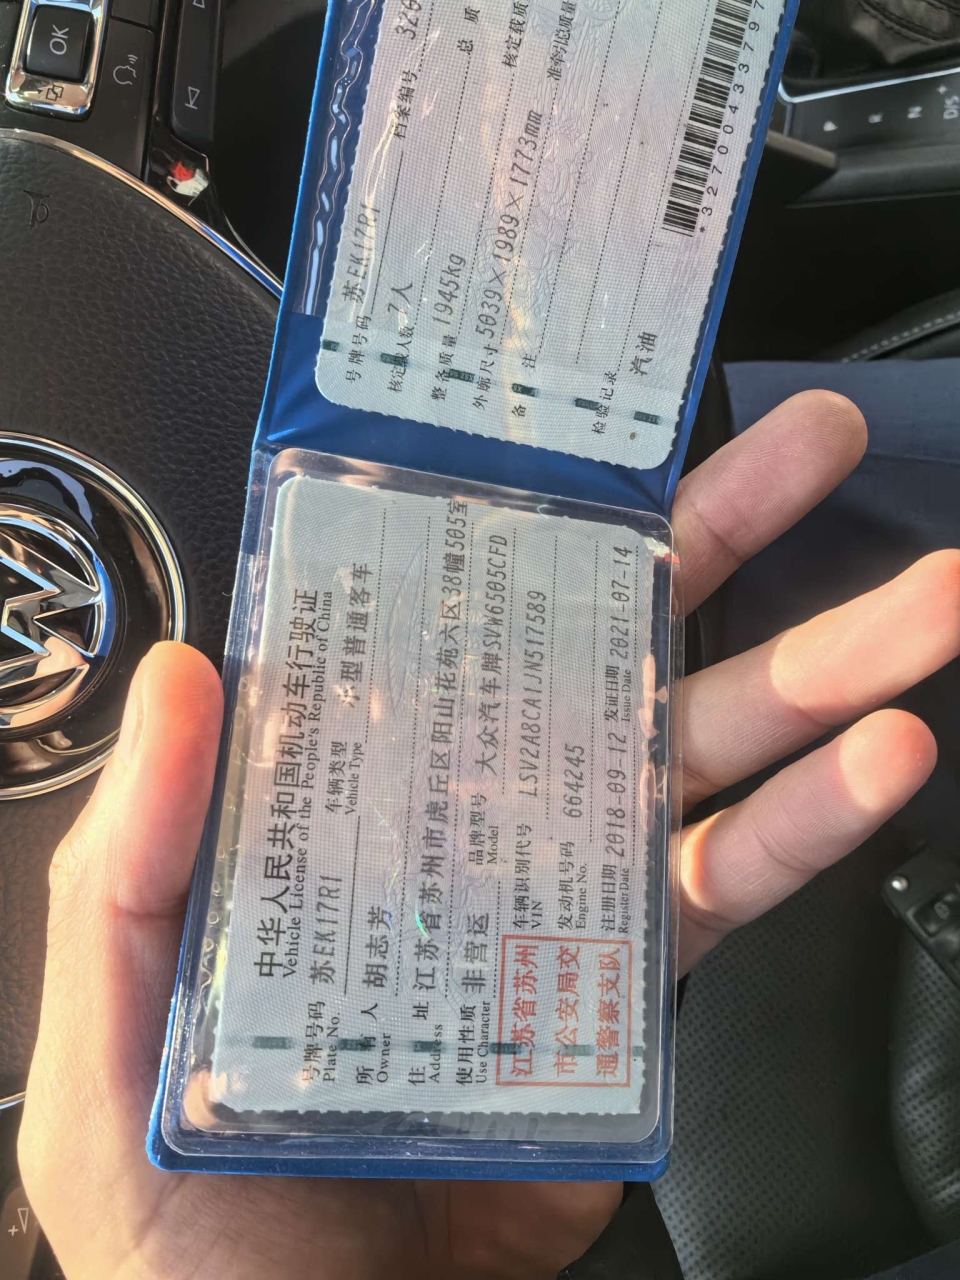 中华人民共和国机动车行驶证
Vehicle License of the People's Republic of China
号牌号码 Plate No. 苏EK17R1 车辆类型 Vehicle Type 小型普通客车
所有人 Owner 胡志芳
住址 Address 江苏省苏州市虎丘区阳山花苑六区38幢505室
使用性质 Use Character 非营运 品牌型号 Model 大众汽车牌SVW6505CFD
江苏省苏州
市公安局交
通警察支队
车辆识别代号 VIN LSV2A8CA1JN517589
发动机号码 Engine No. 664245
注册日期 Register Date 2018-09-12 发证日期 Issue Date 2021-07-14
号牌号码 苏EK17R1 档案编号 326
核定载人数 7人 总质
整备质量 1945kg 核定载质
外廓尺寸 5039×1989×1773mm 准牵引总质量
备注
检验记录
汽油
*3270043797
OK
P
R
N
D/S
+